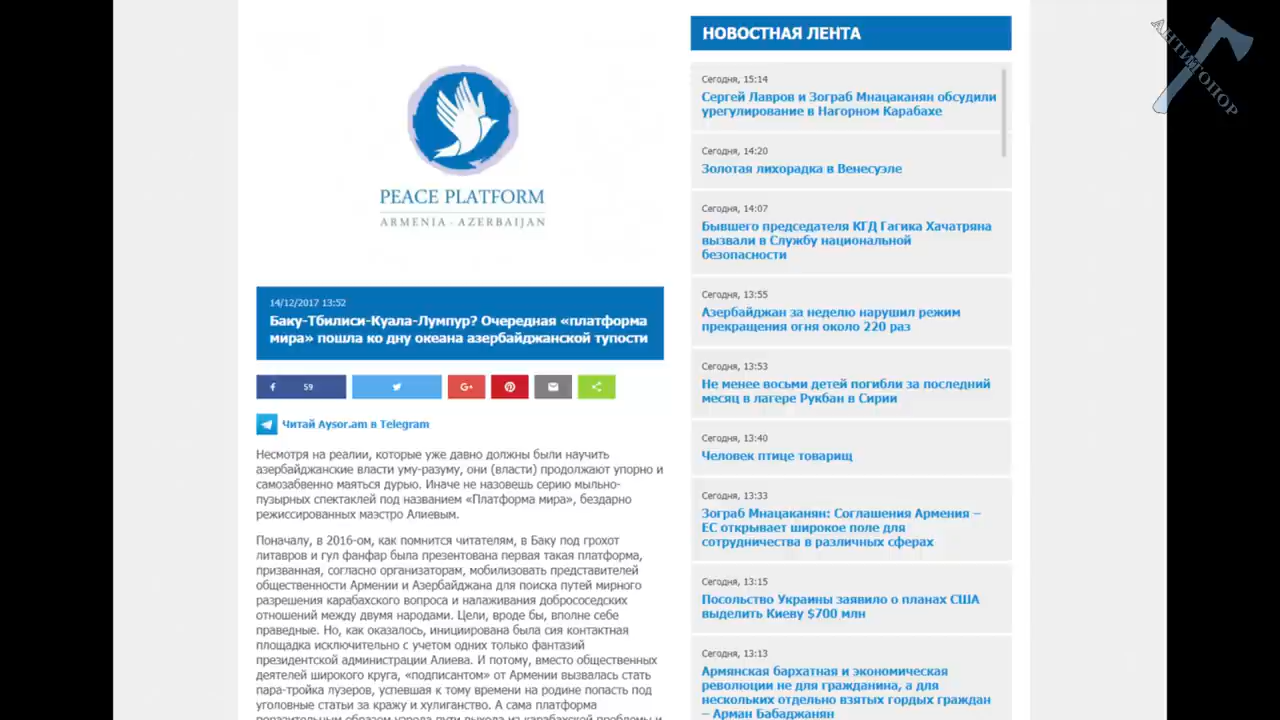 PEACE PLATFORM
ARMENIA - AZERBAIJAN
14/12/2017 13:52
Баку-Тбилиси-Куала-Лумпур? Очередная «платформа
мира» пошла ко дну океана азербайджанской тупости
59
Читай Aysor.am в Telegram
Несмотря на реалии, которые уже давно должны были научить
азербайджанские власти уму-разуму, они (власти) продолжают упорно и
самозабвенно маяться дурью. Иначе не назовешь серию мыльно-
пузырных спектаклей под названием «Платформа мира», бездарно
режиссированных маэстро Алиевым.
Поначалу, в 2016-ом, как помнится читателям, в Баку под грохот
литавров и гул фанфар была презентована первая такая платформа,
призванная, согласно организаторам, мобилизовать представителей
общественности Армении и Азербайджана для поиска путей мирного
разрешения карабахского вопроса и налаживания добрососедских
отношений между двумя народами. Цели, вроде бы, вполне себе
праведные. Но, как оказалось, инициирована была сия контактная
площадка исключительно с учетом одних только фантазий
президентской администрации Алиева. И потому, вместо общественных
деятелей широкого круга, «подписантом» от Армении вызвалась стать
пара-тройка лузеров, успевшая к тому времени на родине попасть под
уголовные статьи за кражу и хулиганство. А сама платформа
НОВОСТНАЯ ЛЕНТА
Сегодня, 15:14
Сергей Лавров и Зограб Мнацаканян обсудили
урегулирование в Нагорном Карабахе
Сегодня, 14:20
Золотая лихорадка в Венесуэле
Сегодня, 14:07
Бывшего председателя КГД Гагика Хачатряна
вызвали в Службу национальной
безопасности
Сегодня, 13:55
Азербайджан за неделю нарушил режим
прекращения огня около 220 раз
Сегодня, 13:53
Не менее восьми детей погибли за последний
месяц в лагере Рукбан в Сирии
Сегодня, 13:40
Человек птице товарищ
Сегодня, 13:33
Зограб Мнацаканян: Соглашения Армения –
ЕС открывает широкое поле для
сотрудничества в различных сферах
Сегодня, 13:15
Посольство Украины заявило о планах США
выделить Киеву $700 млн
Сегодня, 13:13
Армянская бархатная и экономическая
революции не для гражданина, а для
нескольких отдельно взятых гордых граждан
– Арман Бабаджанян
АНТИТОПОР